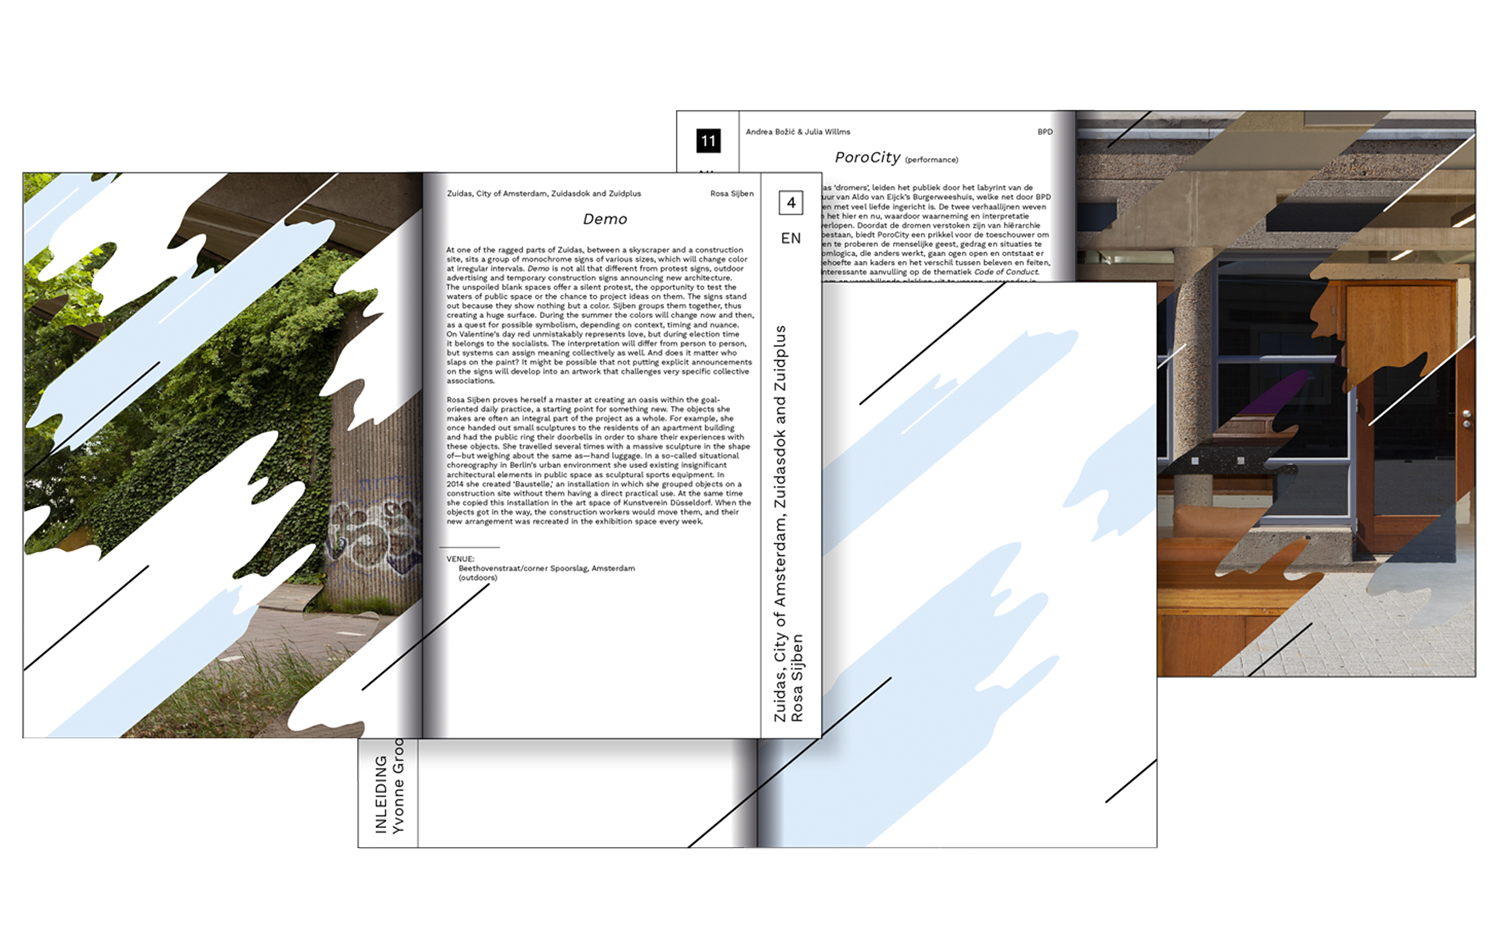 11
Andrea Božić & Julia Willms
BPD
PoroCity (performance)
as 'dromers', leiden het publiek door het labyrint van de
uur van Aldo van Eijck's Burgerweeshuis, welke net door BPD
en met veel liefde ingericht is. De twee verhaallijnen weven
het hier en nu, waardoor waarneming en interpretatie
verlopen. Doordat de dromen verstoken zijn van hiërarchie
bestaan, biedt PoroCity een prikkel voor de toeschouwer om
en te proberen de menselijke geest, gedrag en situaties te
omlogica, die anders werkt, gaan ogen open en ontstaat er
ehoefte aan kaders en het verschil tussen beleven en feiten,
interessante aanvulling op de thematiek Code of Conduct.
Zuidas, City of Amsterdam, Zuidasdok and Zuidplus
Rosa Sijben
Demo
At one of the ragged parts of Zuidas, between a skyscraper and a construction
site, sits a group of monochrome signs of various sizes, which will change color
at irregular intervals. Demo is not all that different from protest signs, outdoor
advertising and temporary construction signs announcing new architecture.
The unspoiled blank spaces offer a silent protest, the opportunity to test the
waters of public space or the chance to project ideas on them. The signs stand
out because they show nothing but a color. Sijben groups them together, thus
creating a huge surface. During the summer the colors will change now and then,
as a quest for possible symbolism, depending on context, timing and nuance.
On Valentine's day red unmistakably represents love, but during election time
it belongs to the socialists. The interpretation will differ from person to person,
but systems can assign meaning collectively as well. And does it matter who
slaps on the paint? It might be possible that not putting explicit announcements
on the signs will develop into an artwork that challenges very specific collective
associations.
Rosa Sijben proves herself a master at creating an oasis within the goal-
oriented daily practice, a starting point for something new. The objects she
makes are often an integral part of the project as a whole. For example, she
once handed out small sculptures to the residents of an apartment building
and had the public ring their doorbells in order to share their experiences with
these objects. She travelled several times with a massive sculpture in the shape
of—but weighing about the same as—hand luggage. In a so-called situational
choreography in Berlin's urban environment she used existing insignificant
architectural elements in public space as sculptural sports equipment. In
2014 she created 'Baustelle,' an installation in which she grouped objects on a
construction site without them having a direct practical use. At the same time
she copied this installation in the art space of Kunstverein Düsseldorf. When the
objects got in the way, the construction workers would move them, and their
new arrangement was recreated in the exhibition space every week.
VENUE:
Beethovenstraat/corner Spoorslag, Amsterdam
(outdoors)
4
EN
Zuidas, City of Amsterdam, Zuidasdok and Zuidplus
Rosa Sijben
INLEIDING
Yvonne Groo